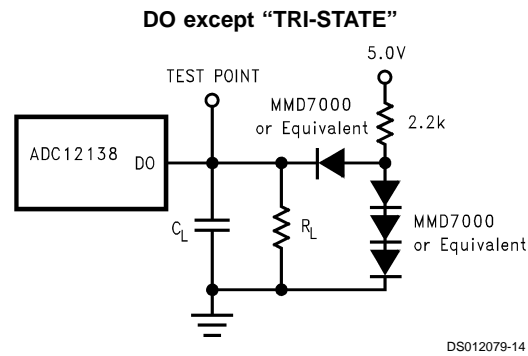 DO except “TRI-STATE”
5.0V
TEST POINT
MMD7000
or Equivalent
2.2k
ADC12138
DO
CL
RL
MMD7000
or Equivalent
DS012079-14